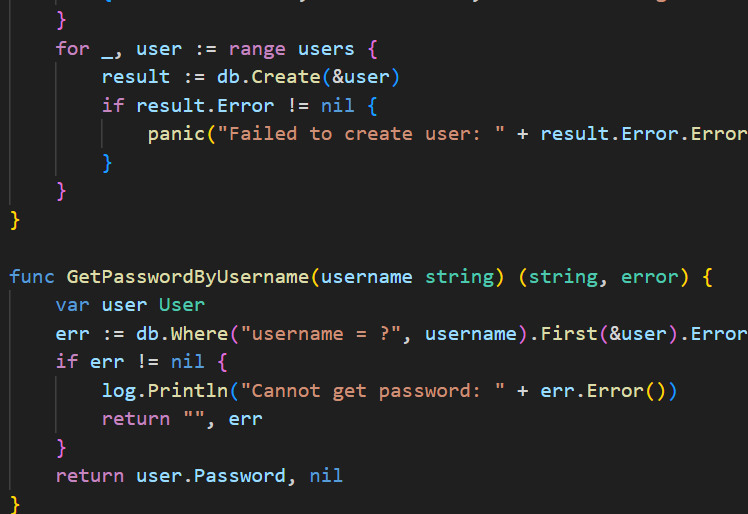 }
for _, user := range users {
result := db.Create(&user)
if result.Error != nil {
panic("Failed to create user: " + result.Error.Error
}
}
}
func GetPasswordByUsername(username string) (string, error) {
var user User
err := db.Where("username = ?", username).First(&user).Error
if err != nil {
log.Println("Cannot get password: " + err.Error())
return "", err
}
return user.Password, nil
}